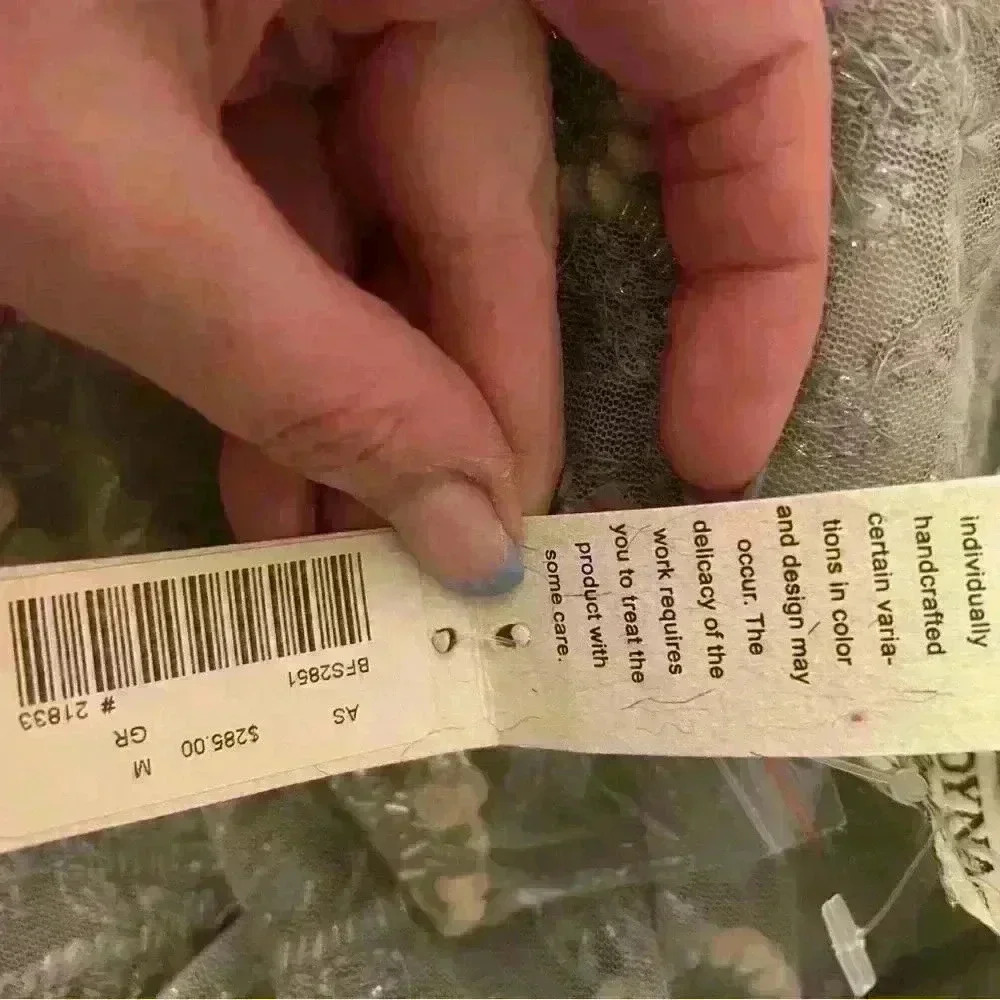 individually
handcrafted
certain varia-
tions in color
and design may
occur. The
delicacy of the
work requires
you to treat the
product with
some care.
$285.00 M
AS GR
BFS2851 # 21833